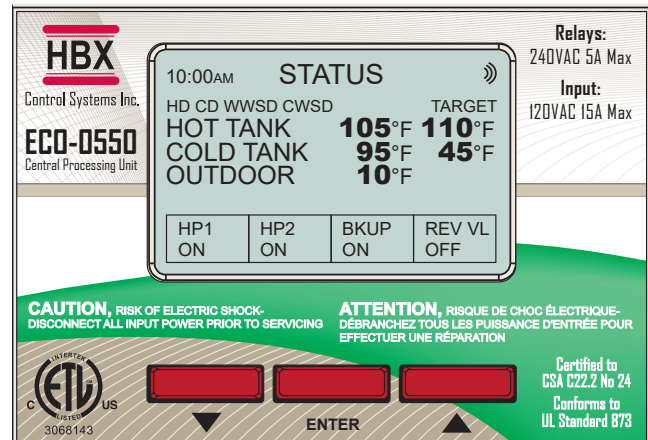 HBX
Control Systems Inc.
ECO-0550
Central Processing Unit
10:00AM STATUS
HD CD WWSD CWSD TARGET
HOT TANK 105°F 110°F
COLD TANK 95°F 45°F
OUTDOOR 10°F
HP1 HP2 BKUP REV VL
ON ON ON OFF
Relays:
240VAC 5A Max
Input:
120VAC 15A Max
CAUTION, RISK OF ELECTRIC SHOCK-
DISCONNECT ALL INPUT POWER PRIOR TO SERVICING
ATTENTION, RISQUE DE CHOC ÉLECTRIQUE-
DÉBRANCHEZ TOUS LES PUISSANCE D'ENTRÉE POUR
EFFECTUER UNE RÉPARATION
INTERTEK
ETL
C US
LISTED
3068143
ENTER
Certified to
CSA C22.2 No 24
Conforms to
UL Standard 873